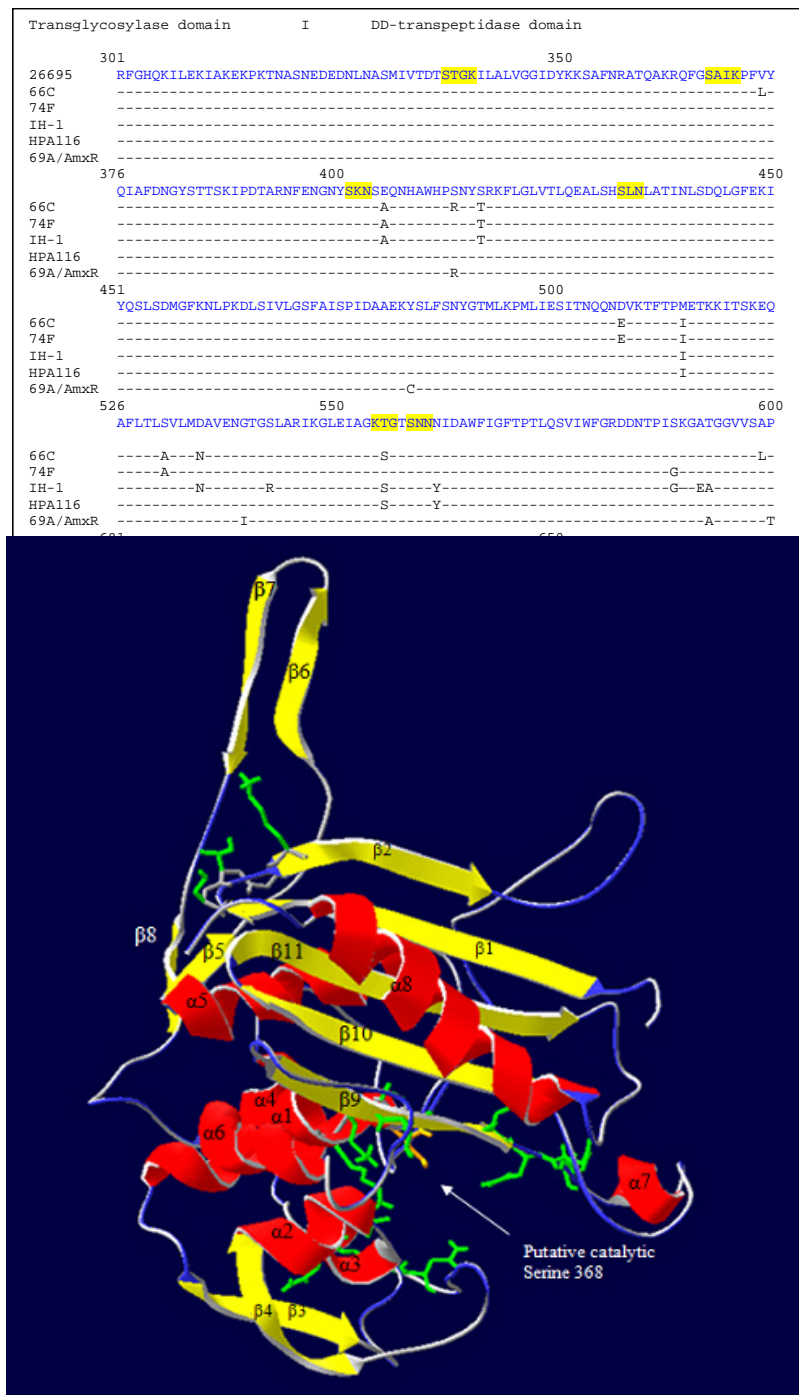 Transglycosylase domain I DD-transpeptidase domain
301 350
26695 RFGHQKILEKIAKEKPKTNASNEDEDNLNASMIVTDTSTGKILALVGGIDYKKSAFNRATQAKRQFGSAIKPFVY
66C -------------------------------------------------------------------------L-
74F ---------------------------------------------------------------------------
IH-1 ---------------------------------------------------------------------------
HPA116 ---------------------------------------------------------------------------
69A/AmxR ---------------------------------------------------------------------------
376 400 450
QIAFDNGYSTTSKIPDTARNFENGNYSKNSEQNHAWHPSNYSRKFLGLVTLQEALSHSLNLATINLSDQLGFEKI
66C ------------------------------A-------R--T---------------------------------
74F ------------------------------A----------T---------------------------------
IH-1 ------------------------------A----------T---------------------------------
HPA116 ---------------------------------------------------------------------------
69A/AmxR --------------------------------------R------------------------------------
451 500
YQSLSDMGFKNLPKDLSIVLGSFAISPIDAAEKYSLFSNYGTMLKPMLIESITNQQNDVKTFTPMETKKITSKEQ
66C ---------------------------------------------------------E------I----------
74F ---------------------------------------------------------E------I----------
IH-1 ----------------------------------------------------------------I----------
HPA116 ----------------------------------------------------------------I----------
69A/AmxR ---------------------------------C-----------------------------------------
526 550 600
AFLTLSVLMDAVENGTGSLARIKGLEIAGKTGTSNNNIDAWFIGFTPTLQSVIWFGRDDNTPISKGATGGVVSAP
66C -----A---N--------------------S------------------------------------------L-
74F -----A---------------------------------------------------------G-----------
IH-1 ---------N-------R------------S-----Y--------------------------G--EA-------
HPA116 ------------------------------S-----Y--------------------------------------
69A/AmxR --------------I----------------------------------------------------A------T
β7
β6
β2
β8
β5
β11
β1
α8
α5
β10
β9
α4
α1
α6
α7
α2
α3
Putative catalytic
Serine 368
β4
β3